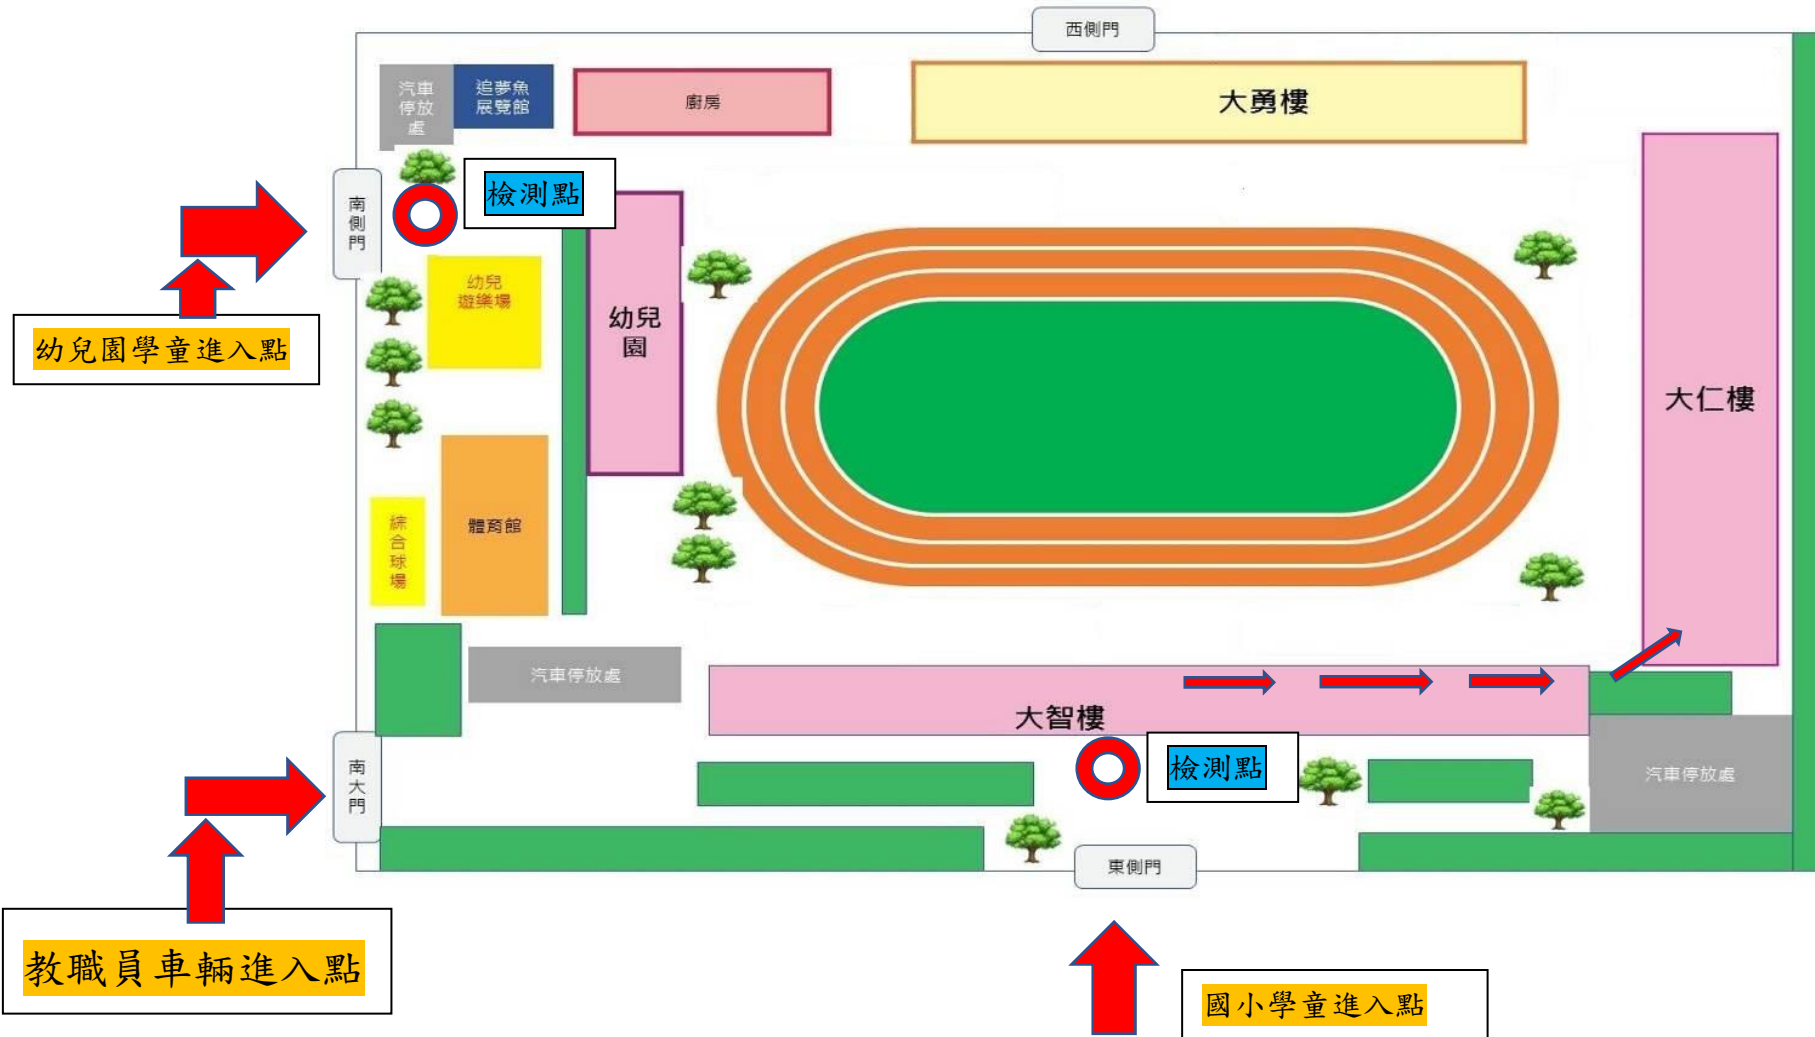 西側門
汽車
停放
處
追夢魚
展覽館
廚房
大勇樓
檢測點
南
側
門
幼兒
遊樂場
幼兒
園
大仁樓
幼兒園學童進入點
綜
合
球
場
體育館
汽車停放處
大智樓
檢測點
汽車停放處
南
大
門
東側門
教職員車輛進入點
國小學童進入點